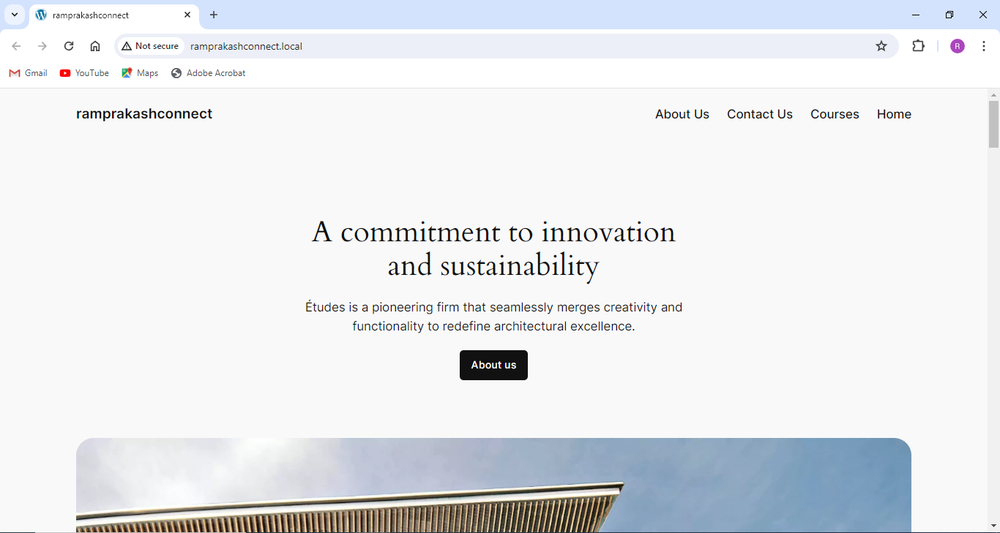 ramprakashconnect
Not secure
ramprakashconnect.local
R
Gmail
YouTube
Maps
Adobe Acrobat
ramprakashconnect
About Us
Contact Us
Courses
Home
A commitment to innovation
and sustainability
Études is a pioneering firm that seamlessly merges creativity and
functionality to redefine architectural excellence.
About us